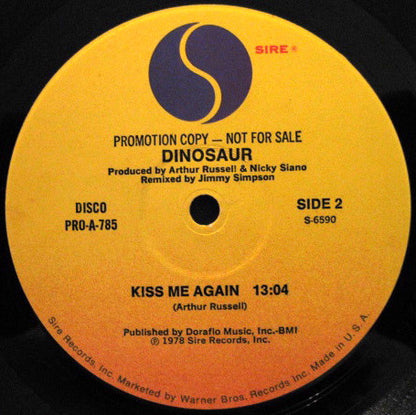 SIRE ®
PROMOTION COPY — NOT FOR SALE
DINOSAUR
Produced by Arthur Russell & Nicky Siano
Remixed by Jimmy Simpson
DISCO
PRO-A-785
SIDE 2
S-6590
KISS ME AGAIN 13:04
(Arthur Russell)
Published by Doraflo Music, Inc.-BMI
℗ 1978 Sire Records, Inc.
Sire Records, Inc. Marketed by Warner Bros. Records Inc. Made in U.S.A.